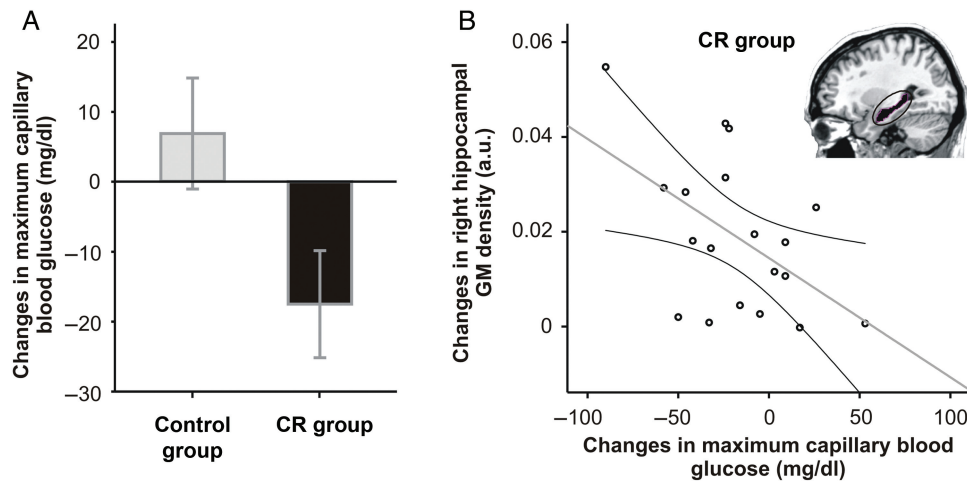 A
Changes in maximum capillary
blood glucose (mg/dl)
20
10
0
–10
–20
–30
Control
group
CR group
B
CR group
Changes in right hippocampal
GM density (a.u.)
0.06
0.04
0.02
0
–100
–50
0
50
100
Changes in maximum capillary blood
glucose (mg/dl)